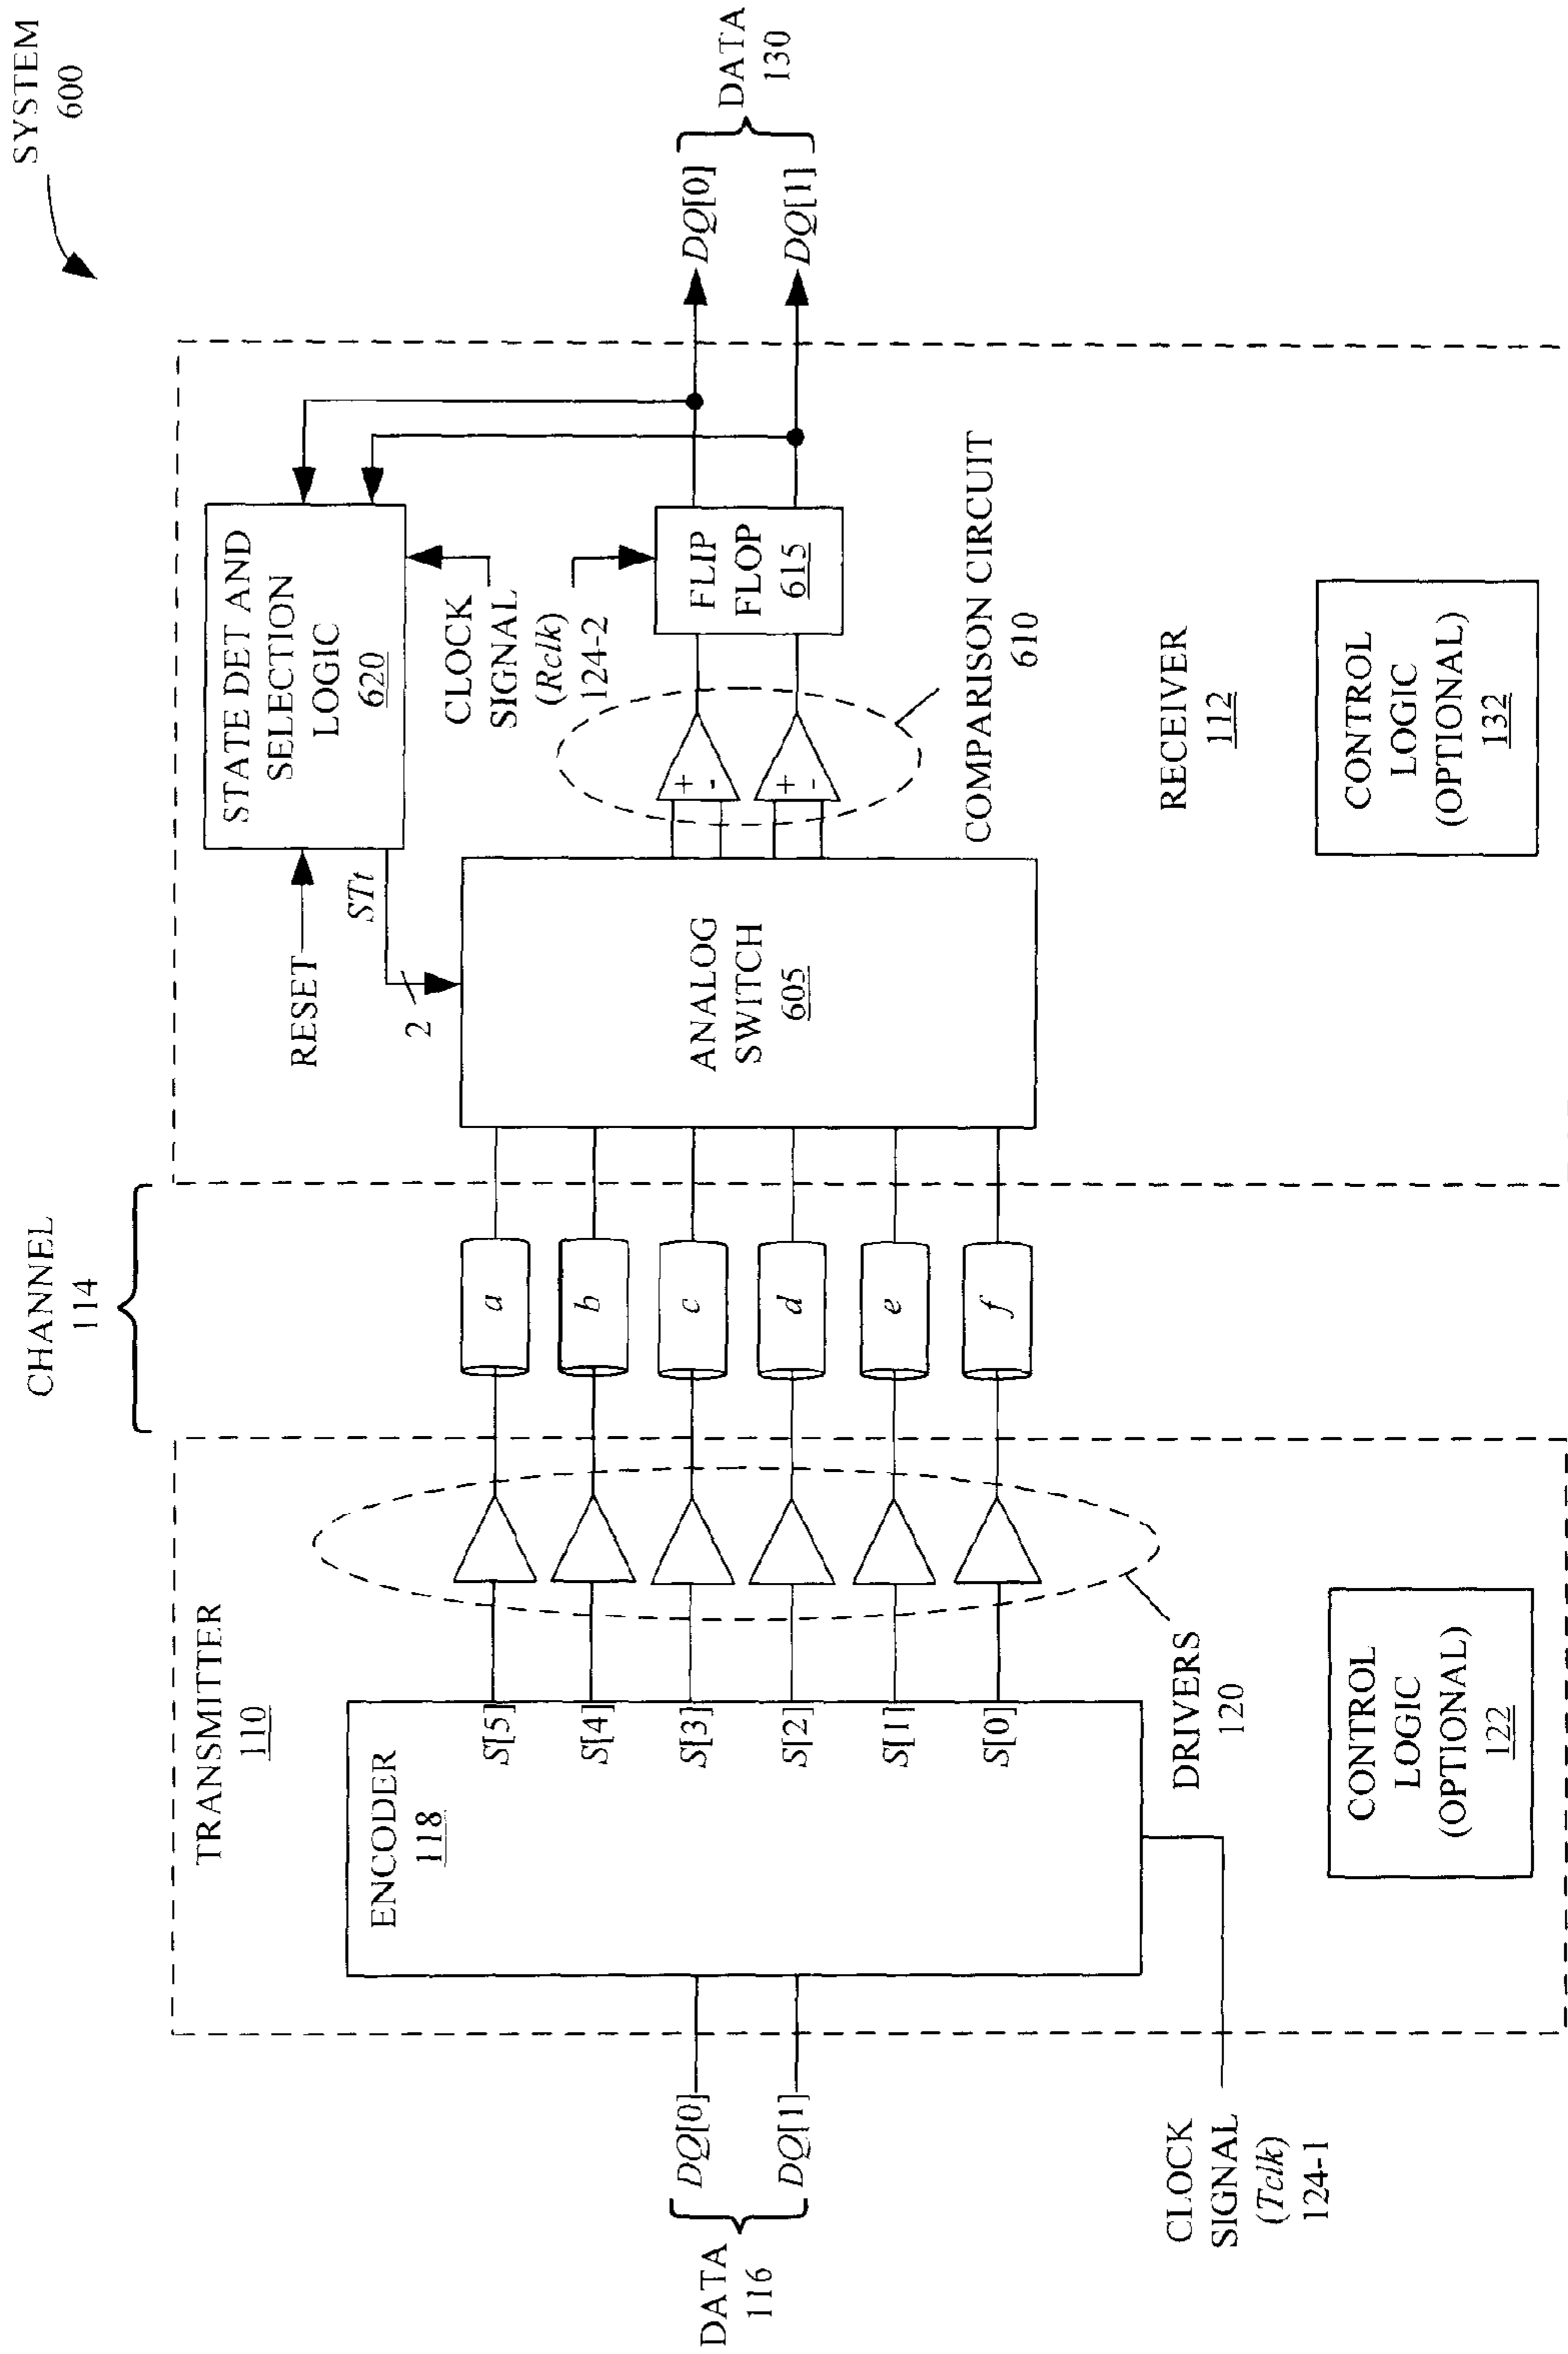 SYSTEM
600
CHANNEL
114
TRANSMITTER
110
ENCODER
118
S[5]
S[4]
S[3]
S[2]
S[1]
S[0]
DATA
116
DQ[0]
DQ[1]
CLOCK
SIGNAL
(Tclk)
124-1
DRIVERS
120
CONTROL
LOGIC
(OPTIONAL)
122
a
b
c
d
e
f
RESET
STt
2
STATE DET AND
SELECTION
LOGIC
620
ANALOG
SWITCH
605
CLOCK
SIGNAL
(Rclk)
124-2
+
-
+
-
FLIP
FLOP
615
COMPARISON CIRCUIT
610
RECEIVER
112
CONTROL
LOGIC
(OPTIONAL)
132
DQ[0]
DQ[1]
DATA
130